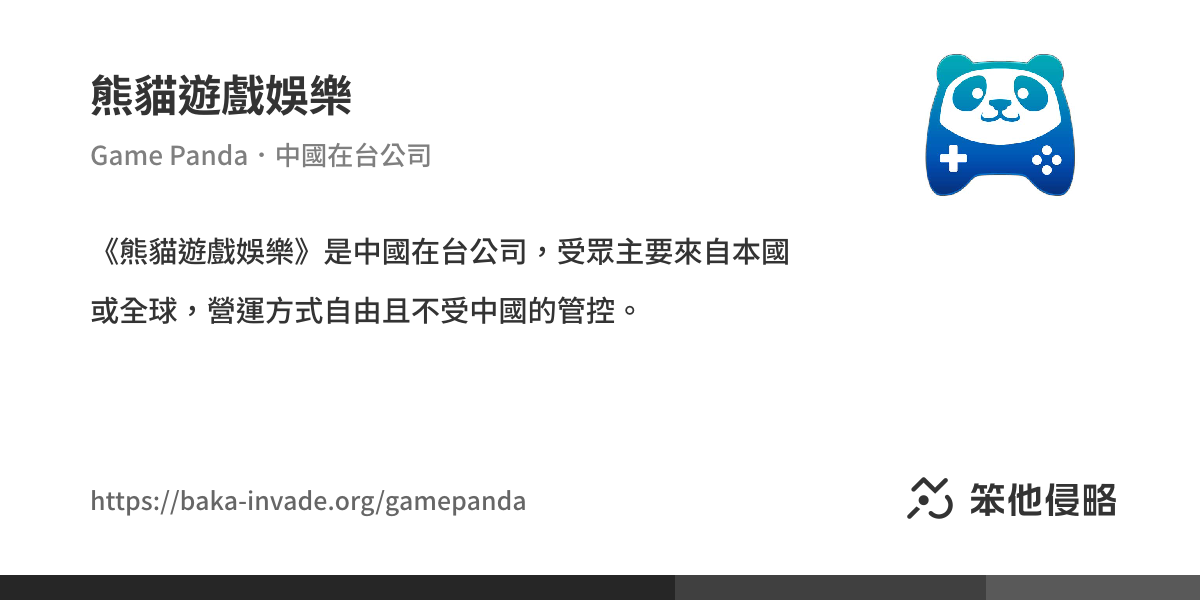 熊貓遊戲娛樂
Game Panda・中國在台公司
《熊貓遊戲娛樂》是中國在台公司，受眾主要來自本國
或全球，營運方式自由且不受中國的管控。
https://baka-invade.org/gamepanda
笨他侵略